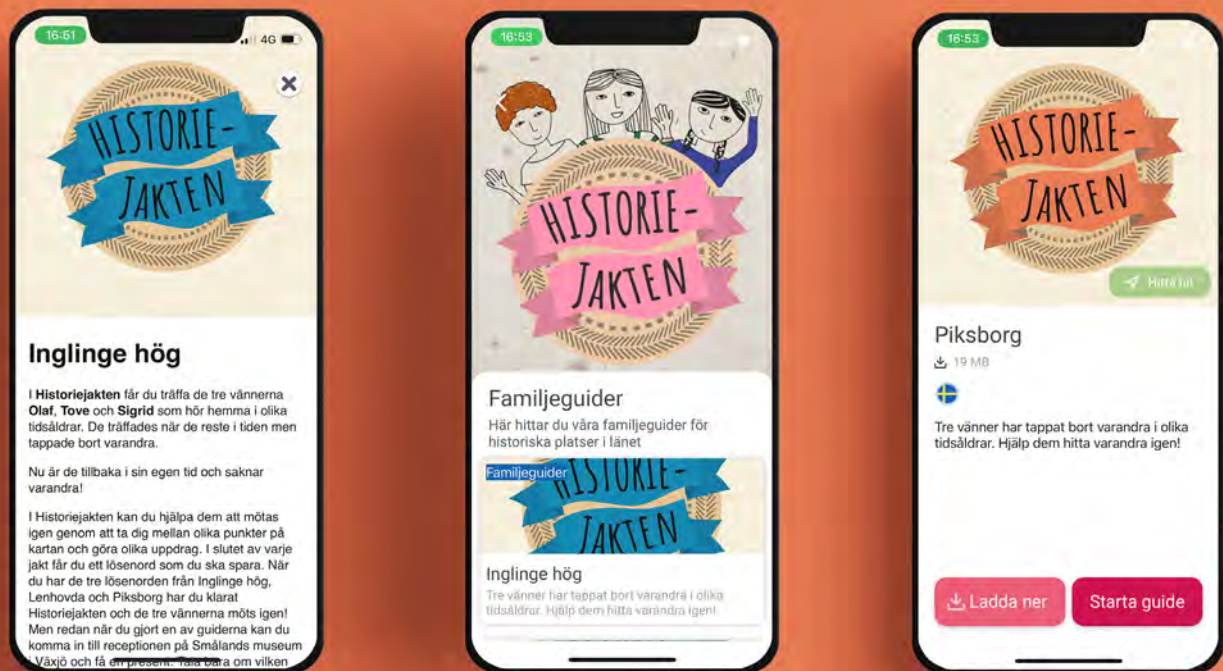 16:51
4G
HISTORIE-
JAKTEN
Inglinge hög
I Historiejakten får du träffa de tre vännerna
Olaf, Tove och Sigrid som hör hemma i olika
tidsåldrar. De träffades när de reste i tiden men
tappade bort varandra.
Nu är de tillbaka i sin egen tid och saknar
varandra!
I Historiejakten kan du hjälpa dem att mötas
igen genom att ta dig mellan olika punkter på
kartan och göra olika uppdrag. I slutet av varje
jakt får du ett lösenord som du ska spara. När
du har de tre lösenorden från Inglinge hög,
Lenhovda och Piksborg har du klarat
Historiejakten och de tre vännerna möts igen!
Men redan när du gjort en av guiderna kan du
komma in till receptionen på Smålands museum
i Växjö och få en present. Tala bara om vilken
16:53
HISTORIE-
JAKTEN
Familjeguider
Här hittar du våra familjeguider för
historiska platser i länet
Familjeguider
HISTORIE-
JAKTEN
Inglinge hög
Tre vänner har tappat bort varandra i olika
tidsåldrar. Hjälp dem hitta varandra igen!
16:53
HISTORIE-
JAKTEN
Hitta hit
Piksborg
19 MB
Tre vänner har tappat bort varandra i olika
tidsåldrar. Hjälp dem hitta varandra igen!
Ladda ner
Starta guide